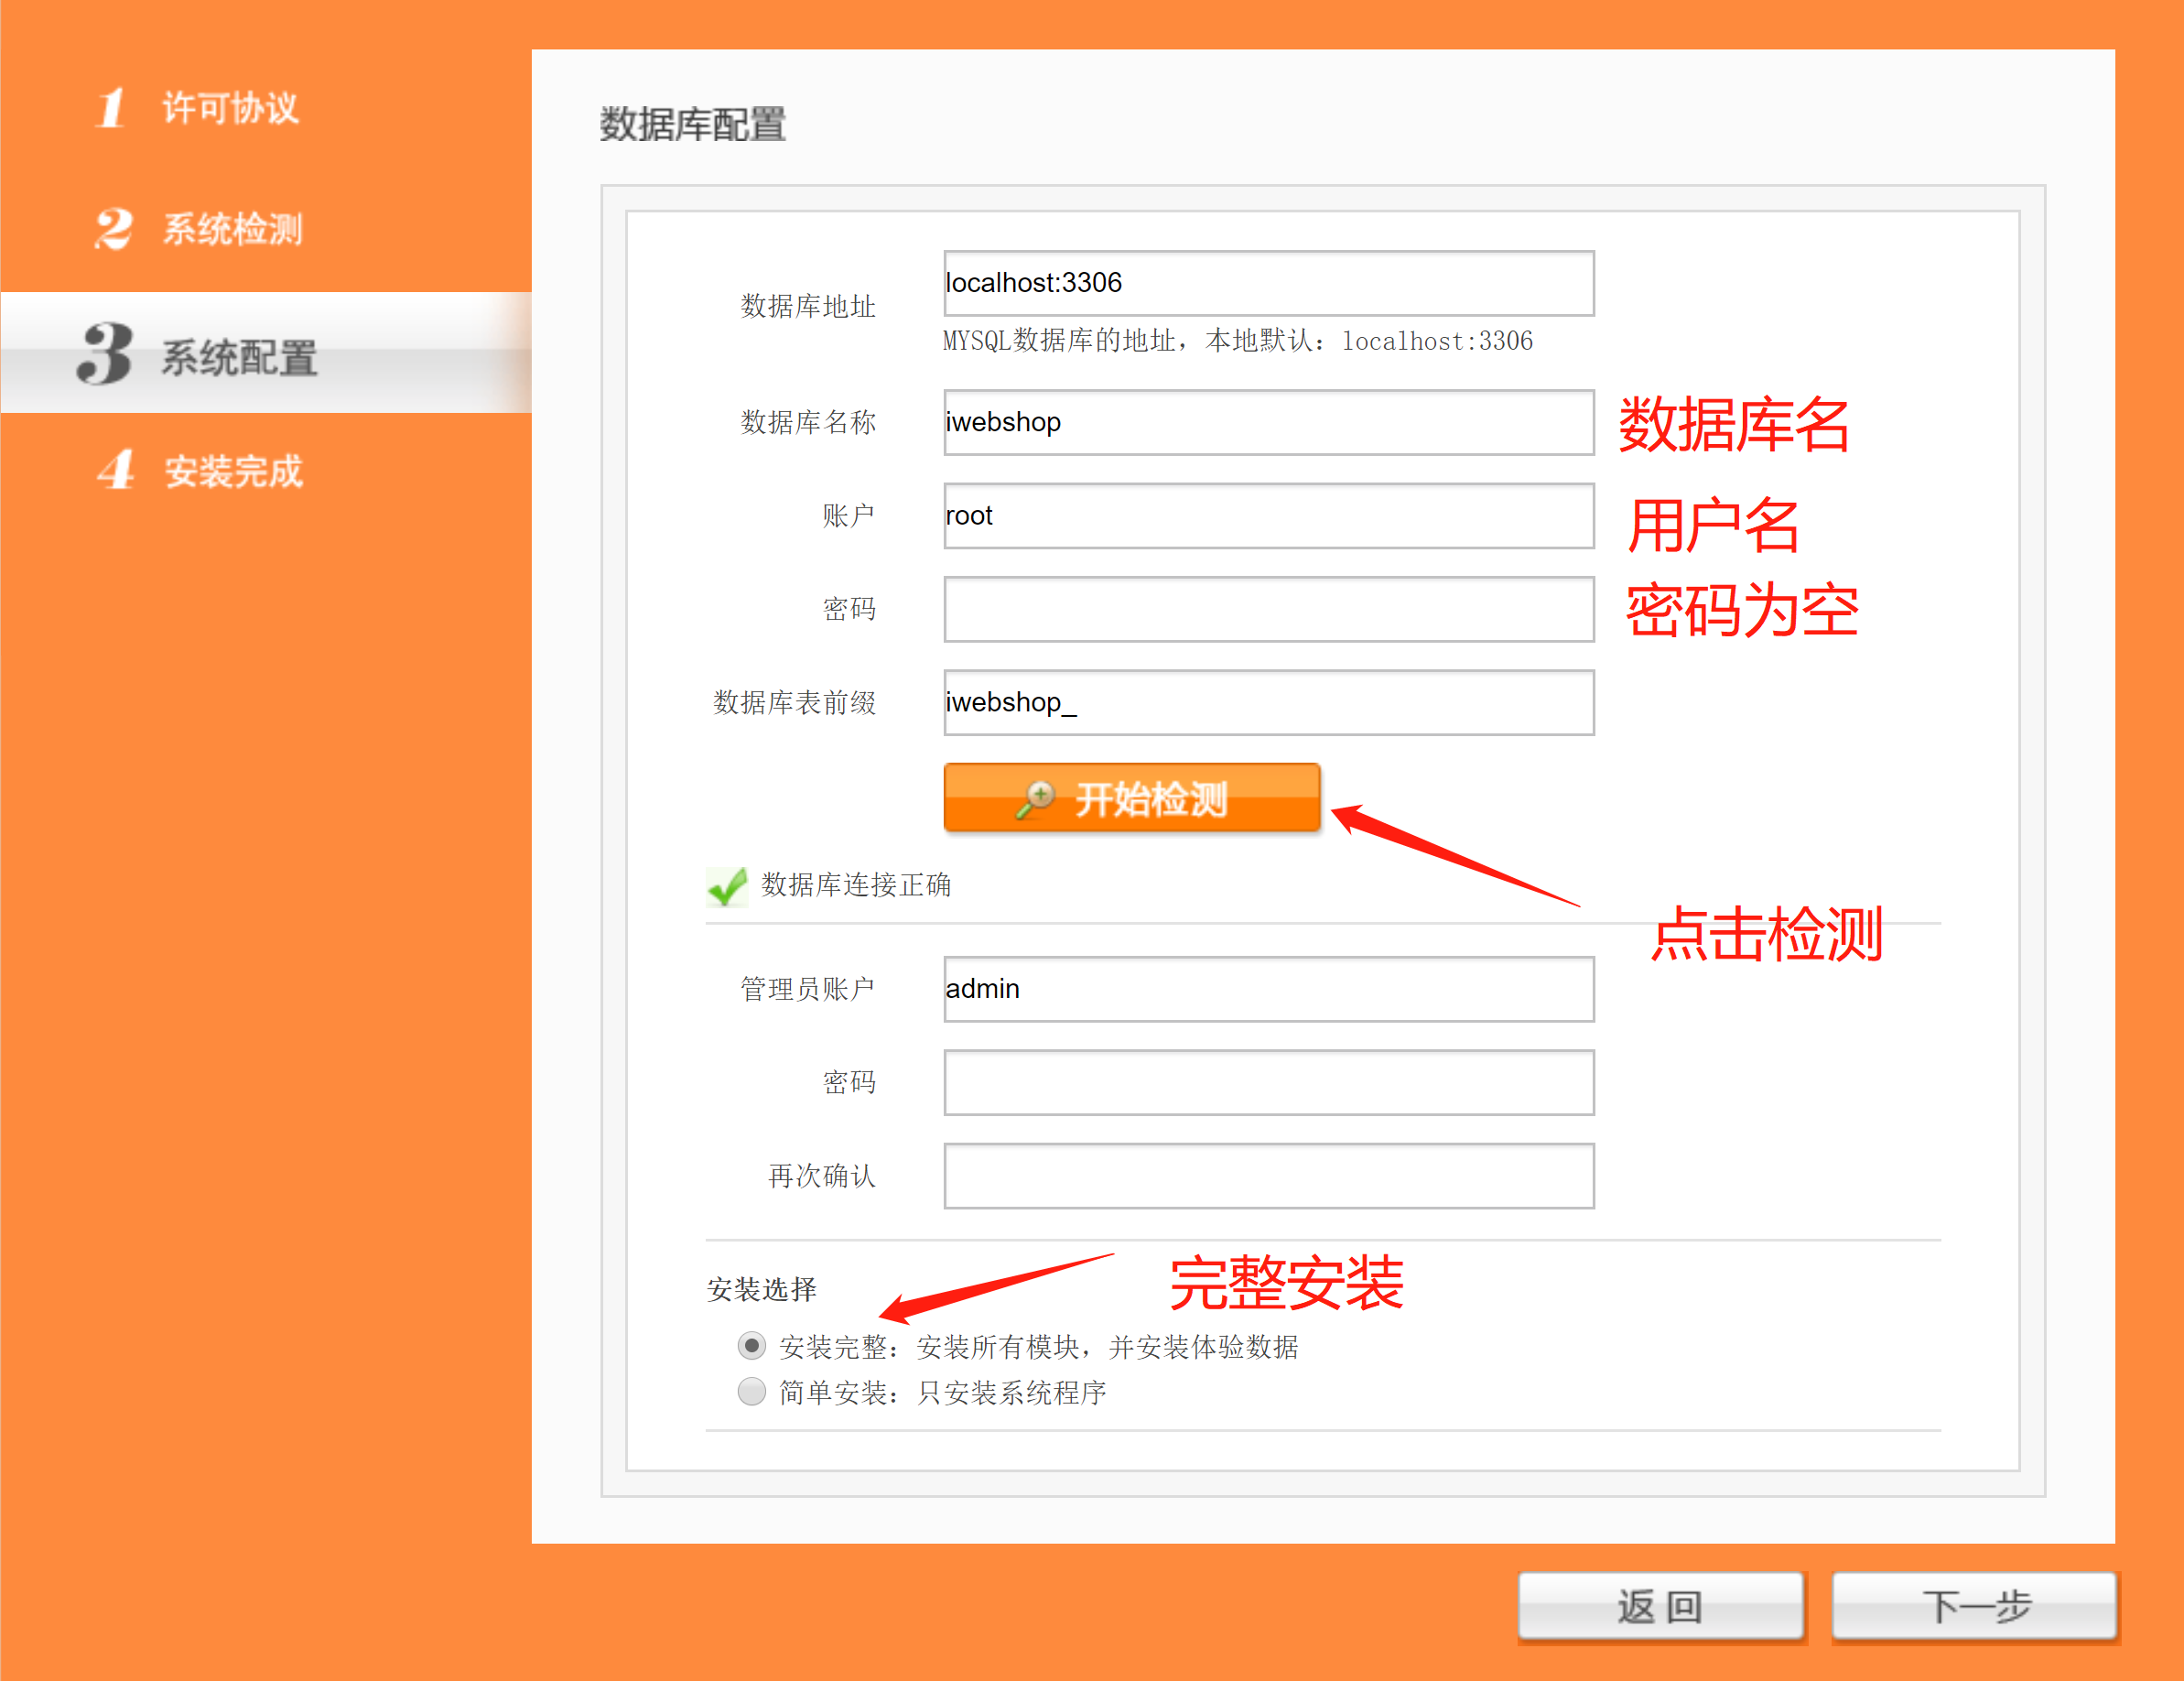 1 许可协议
2 系统检测
3 系统配置
4 安装完成
数据库配置
数据库地址 localhost:3306
MYSQL数据库的地址，本地默认：localhost:3306
数据库名称 iwebshop 数据库名
账户 root 用户名
密码 密码为空
数据库表前缀 iwebshop_
开始检测
数据库连接正确
点击检测
管理员账户 admin
密码
再次确认
完整安装
安装选择
安装完整：安装所有模块，并安装体验数据
简单安装：只安装系统程序
返回 下一步